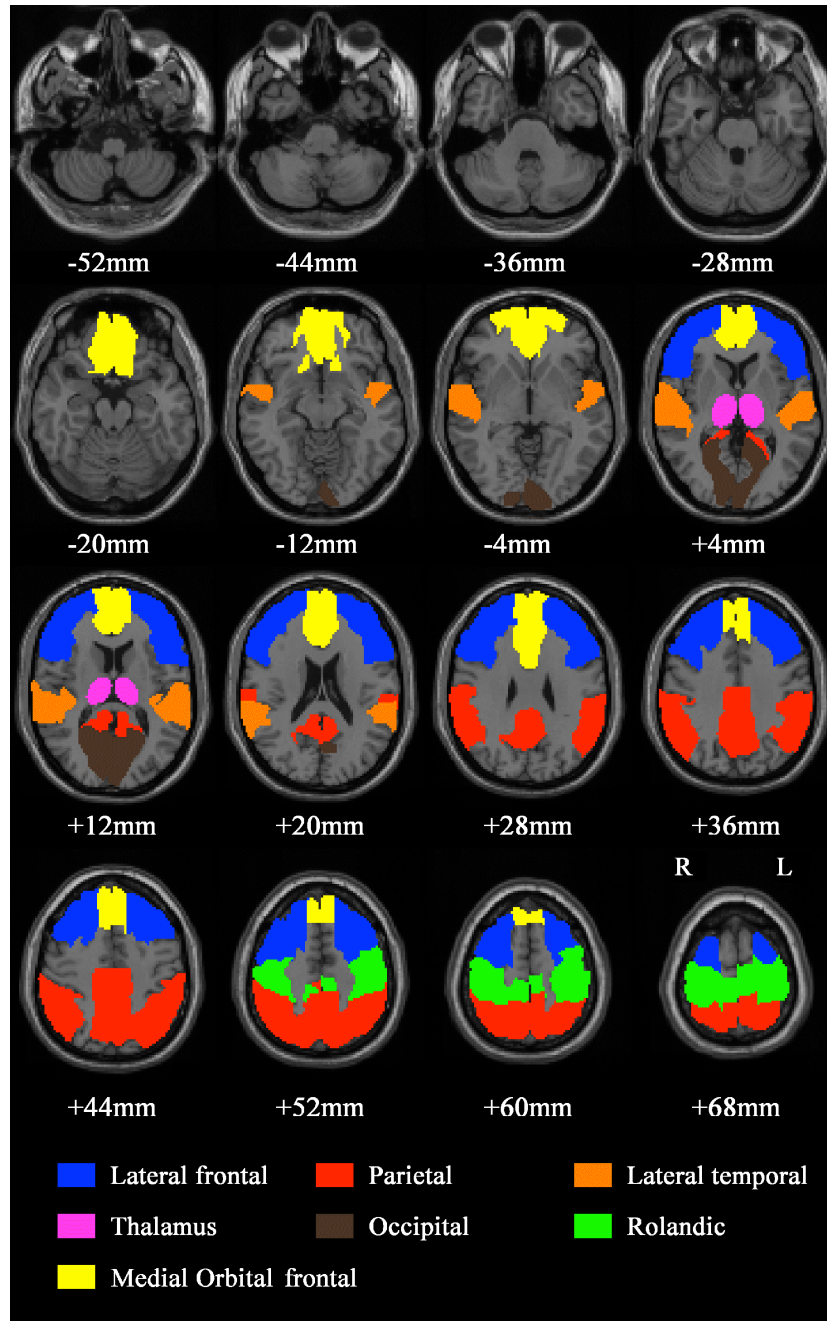 -52mm -44mm -36mm -28mm
-20mm -12mm -4mm +4mm
+12mm +20mm +28mm +36mm
R L
+44mm +52mm +60mm +68mm
Lateral frontal Parietal Lateral temporal
Thalamus Occipital Rolandic
Medial Orbital frontal